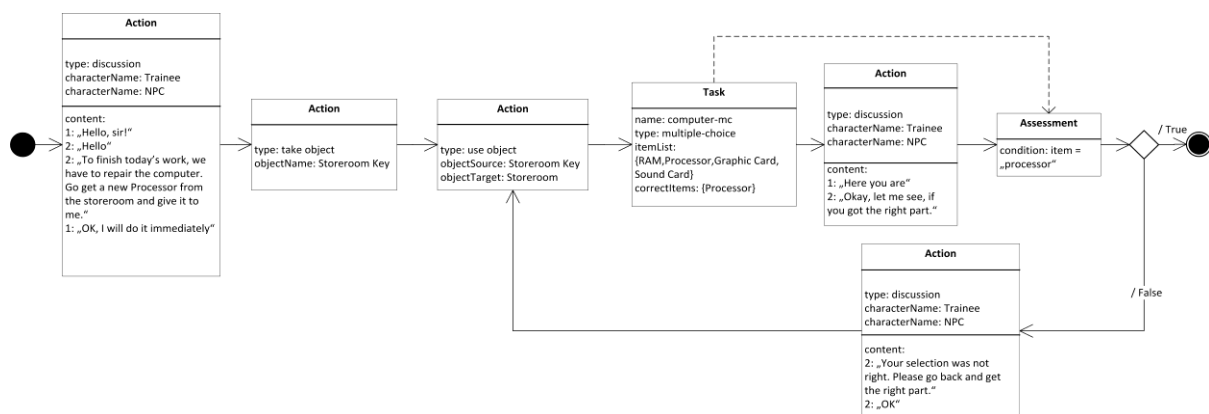 Action
type: discussion
characterName: Trainee
characterName: NPC
content:
1: „Hello, sir!“
2: „Hello“
2: „To finish today’s work, we
have to repair the computer.
Go get a new Processor from
the storeroom and give it to
me.“
1: „OK, I will do it immediately“
Action
type: take object
objectName: Storeroom Key
Action
type: use object
objectSource: Storeroom Key
objectTarget: Storeroom
Task
name: computer-mc
type: multiple-choice
itemList:
{RAM,Processor,Graphic Card,
Sound Card}
correctItems: {Processor}
Action
type: discussion
characterName: Trainee
characterName: NPC
content:
1: „Here you are“
2: „Okay, let me see, if
you got the right part.“
Assessment
condition: item =
„processor“
/ True
/ False
Action
type: discussion
characterName: Trainee
characterName: NPC
content:
2: „Your selection was not
right. Please go back and get
the right part.“
2: „OK“